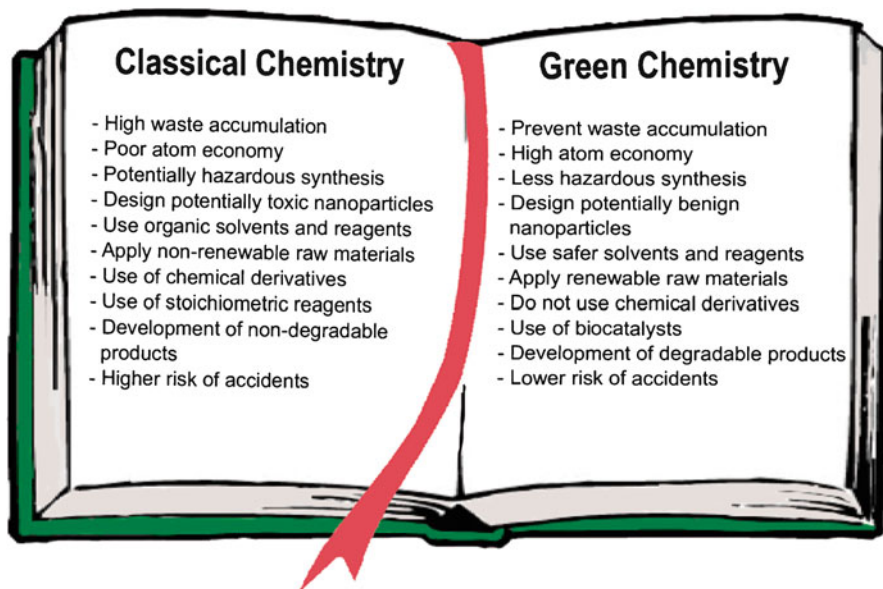 Classical Chemistry
- High waste accumulation
- Poor atom economy
- Potentially hazardous synthesis
- Design potentially toxic nanoparticles
- Use organic solvents and reagents
- Apply non-renewable raw materials
- Use of chemical derivatives
- Use of stoichiometric reagents
- Development of non-degradable
products
- Higher risk of accidents
Green Chemistry
- Prevent waste accumulation
- High atom economy
- Less hazardous synthesis
- Design potentially benign
nanoparticles
- Use safer solvents and reagents
- Apply renewable raw materials
- Do not use chemical derivatives
- Use of biocatalysts
- Development of degradable products
- Lower risk of accidents